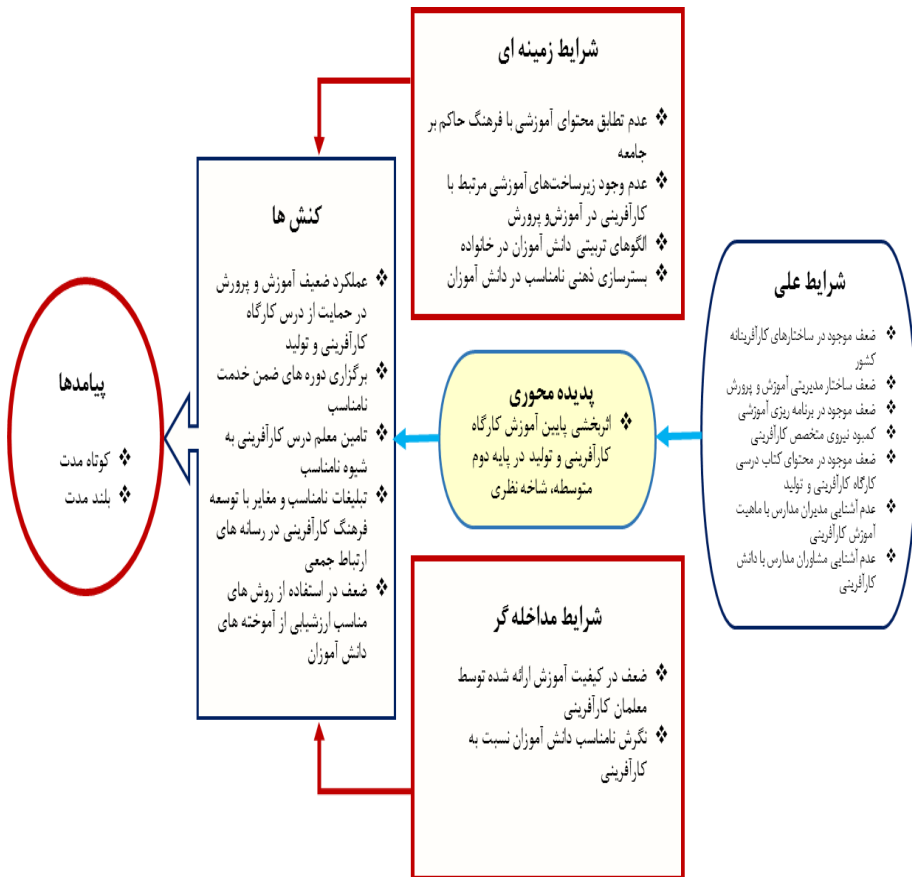 شرایط زمینه ای
❖ عدم تطابق محتوای آموزشی با فرهنگ حاکم بر
جامعه
❖ عدم وجود زیرساخت‌های آموزشی مرتبط با
کارآفرینی در آموزش‌و پرورش
❖ الگوهای تربیتی دانش آموزان در خانواده
❖ بسترسازی ذهنی نامناسب در دانش آموزان
شرایط علی
❖ ضعف موجود در ساختارهای کارآفرینانه
کشور
❖ ضعف ساختار مدیریتی آموزش و پرورش
❖ ضعف موجود در برنامه ریزی آموزشی
❖ کمبود نیروی متخصص کارآفرینی
❖ ضعف موجود در محتوای کتاب درسی
کارگاه کارآفرینی و تولید
❖ عدم آشنایی مدیران مدارس با ماهیت
آموزش کارآفرینی
❖ عدم آشنایی مشاوران مدارس با دانش
کارآفرینی
پدیده محوری
❖ اثربخشی پایین آموزش کارگاه
کارآفرینی و تولید در پایه دوم
متوسطه، شاخه نظری
شرایط مداخله گر
❖ ضعف در کیفیت آموزش ارائه شده توسط
معلمان کارآفرینی
❖ نگرش نامناسب دانش آموزان نسبت به
کارآفرینی
کنش ها
❖ عملکرد ضعیف آموزش و پرورش
در حمایت از درس کارگاه
کارآفرینی و تولید
❖ برگزاری دوره های ضمن خدمت
نامناسب
❖ تامین معلم درس کارآفرینی به
شیوه نامناسب
❖ تبلیغات نامناسب و مغایر با توسعه
فرهنگ کارآفرینی در رسانه های
ارتباط جمعی
❖ ضعف در استفاده از روش های
مناسب ارزشیابی از آموخته های
دانش آموزان
پیامدها
❖ کوتاه مدت
❖ بلند مدت